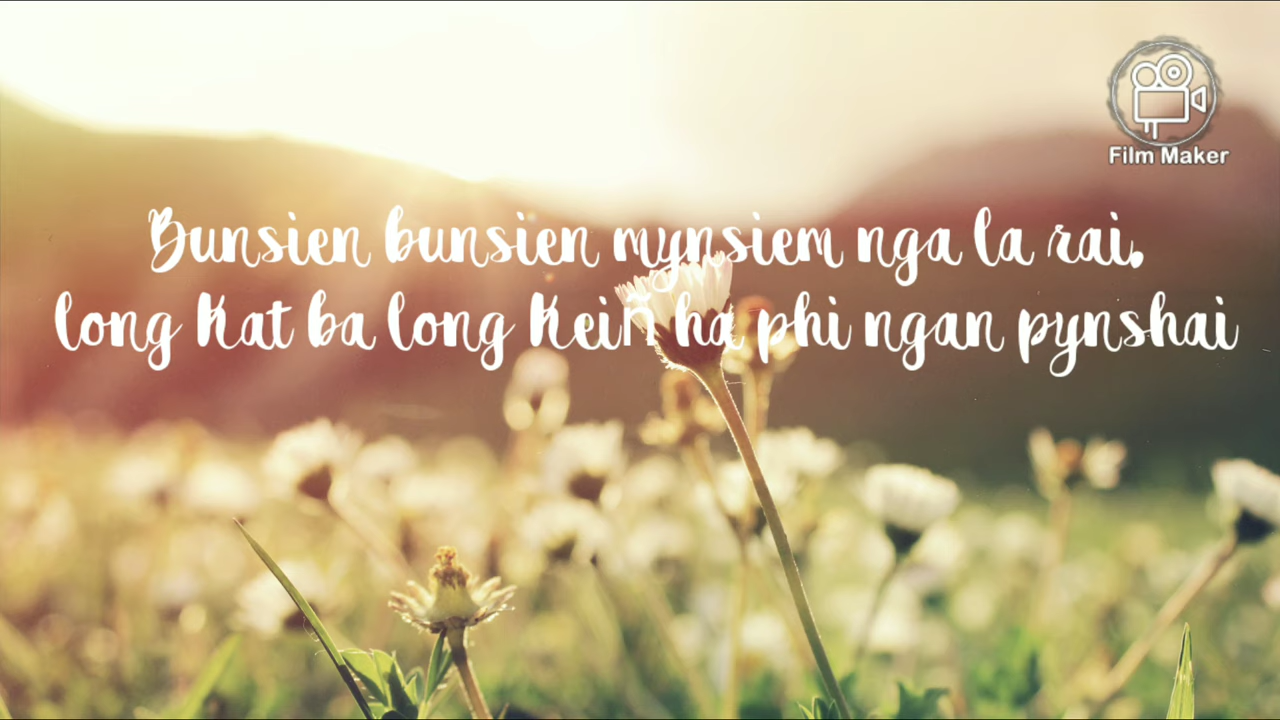 Film Maker
Bunsien bunsien mynsiem nga la rai,
long Kat ba long Keiñ ha phi ngan pynshai